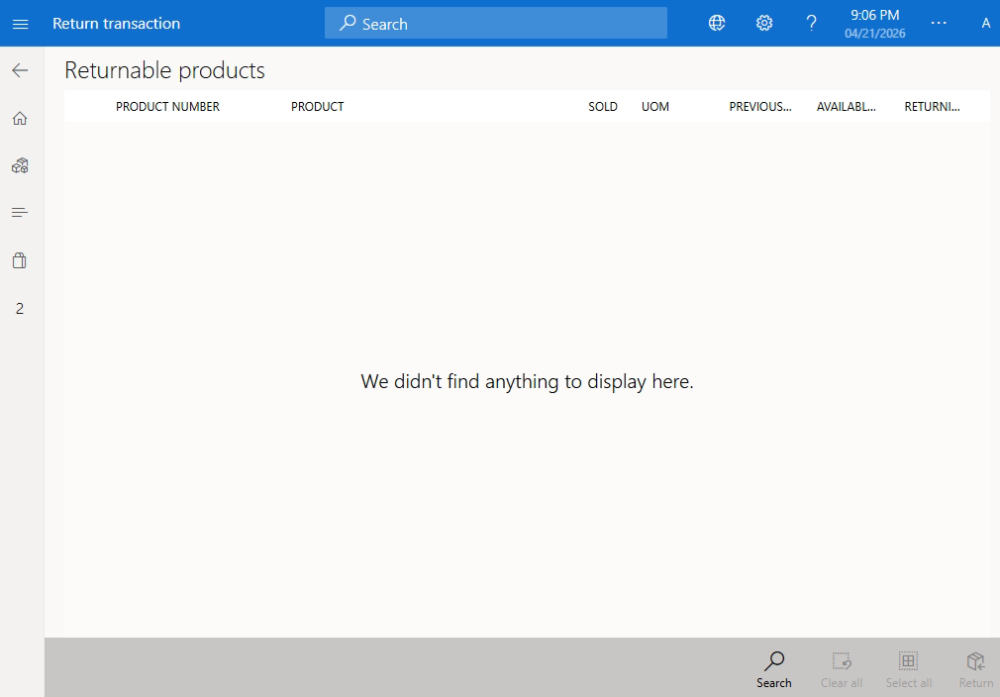 Return transaction
Search
?
9:06 PM
04/21/2026
...
A
Returnable products
PRODUCT NUMBER
PRODUCT
SOLD
UOM
PREVIOUS...
AVAILABL...
RETURNI...
2
We didn't find anything to display here.
Search
Clear all
Select all
Return